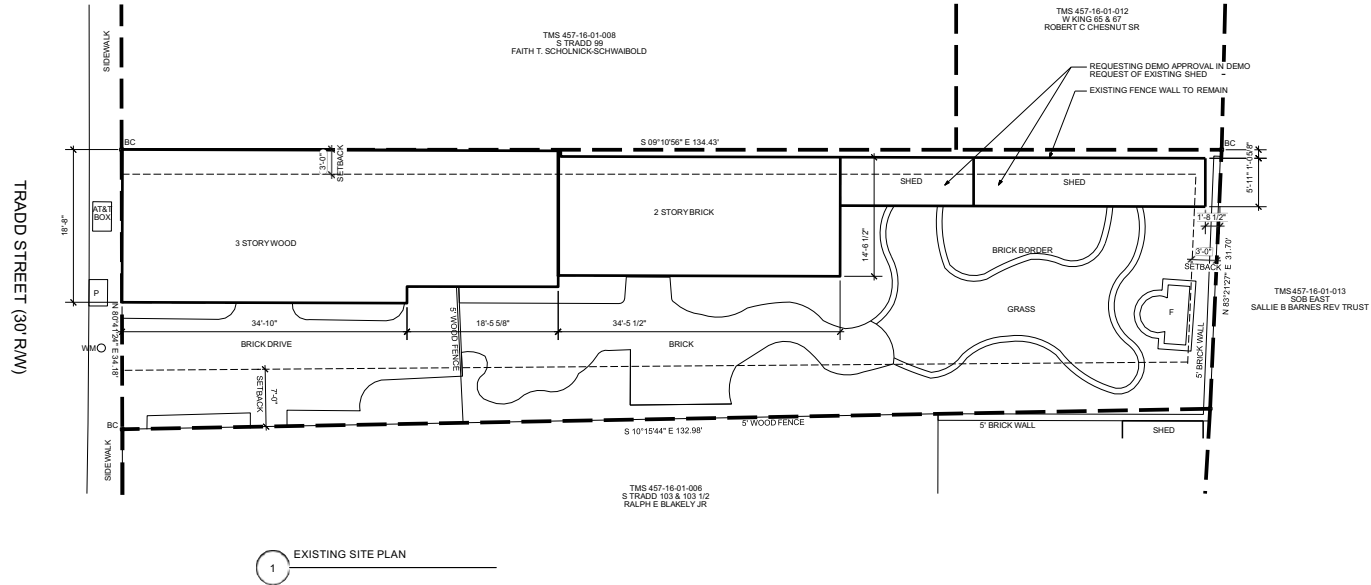 TMS 457-16-01-012
W KING 65 & 67
ROBERT C CHESNUT SR
TMS 457-16-01-008
S TRADD 99
FAITH T. SCHOLNICK-SCHWAIBOLD
SIDEWALK
REQUESTING DEMO APPROVAL IN DEMO
REQUEST OF EXISTING SHED
EXISTING FENCE WALL TO REMAIN
BC
S 09°10'56" E 134.43'
BC
3'-0"
SETBACK
1'-0 5/8"
5'-11"
SHED
SHED
AT&T
BOX
2 STORY BRICK
1'-8 1/2"
18'-8"
3 STORY WOOD
14'-6 1/2"
BRICK BORDER
3'-0"
SETBACK
N 83°21'27" E 31.70'
TRADD STREET (30' R/W)
P
TMS 457-16-01-013
SOB EAST
SALLIE B BARNES REV TRUST
GRASS
F
34'-10"
18'-5 5/8"
34'-5 1/2"
5' WOOD FENCE
N 80°41'24" E 34.18'
WM
BRICK DRIVE
BRICK
5' BRICK WALL
SETBACK
7'-0"
BC
S 10°15'44" E 132.98'
5' WOOD FENCE
5' BRICK WALL
SHED
SIDEWALK
TMS 457-16-01-006
S TRADD 103 & 103 1/2
RALPH E BLAKELY JR
1
EXISTING SITE PLAN